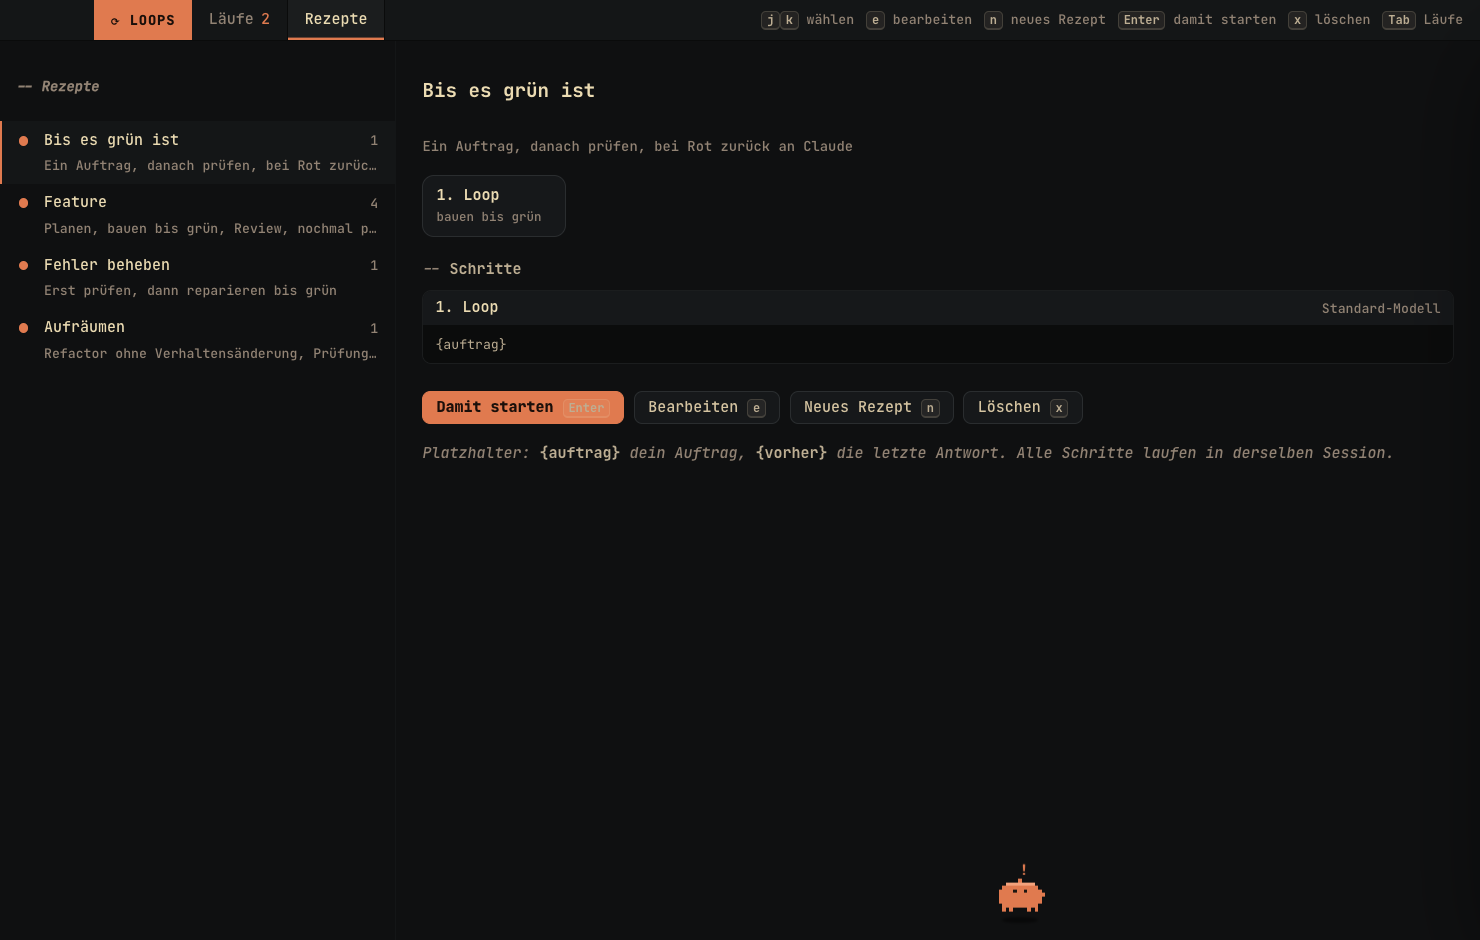 ⟳ LOOPS Läufe 2 Rezepte j k wählen e bearbeiten n neues Rezept Enter damit starten x löschen Tab Läufe
—— Rezepte
Bis es grün ist 1
Ein Auftrag, danach prüfen, bei Rot zurüc…
Feature 4
Planen, bauen bis grün, Review, nochmal p…
Fehler beheben 1
Erst prüfen, dann reparieren bis grün
Aufräumen 1
Refactor ohne Verhaltensänderung, Prüfung…
Bis es grün ist
Ein Auftrag, danach prüfen, bei Rot zurück an Claude
1. Loop
bauen bis grün
—— Schritte
1. Loop Standard-Modell
{auftrag}
Damit starten Enter Bearbeiten e Neues Rezept n Löschen x
Platzhalter: {auftrag} dein Auftrag, {vorher} die letzte Antwort. Alle Schritte laufen in derselben Session.
!